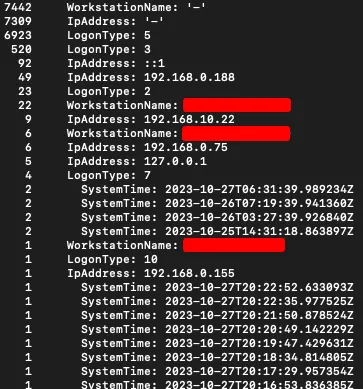 7442 WorkstationName: '-'
7309 IpAddress: '-'
6923 LogonType: 5
520 LogonType: 3
92 IpAddress: ::1
49 IpAddress: 192.168.0.188
23 LogonType: 2
22 WorkstationName:
9 IpAddress: 192.168.10.22
6 WorkstationName:
6 IpAddress: 192.168.0.75
5 IpAddress: 127.0.0.1
4 LogonType: 7
2 SystemTime: 2023-10-27T06:31:39.989234Z
2 SystemTime: 2023-10-26T07:19:39.941360Z
2 SystemTime: 2023-10-26T03:27:39.926840Z
2 SystemTime: 2023-10-25T14:31:18.863897Z
1 WorkstationName:
1 LogonType: 10
1 IpAddress: 192.168.0.155
1 SystemTime: 2023-10-27T20:22:52.633093Z
1 SystemTime: 2023-10-27T20:22:35.977525Z
1 SystemTime: 2023-10-27T20:21:50.878524Z
1 SystemTime: 2023-10-27T20:20:49.142229Z
1 SystemTime: 2023-10-27T20:19:47.429631Z
1 SystemTime: 2023-10-27T20:18:34.814805Z
1 SystemTime: 2023-10-27T20:17:29.957354Z
1 SystemTime: 2023-10-27T20:16:53.836385Z